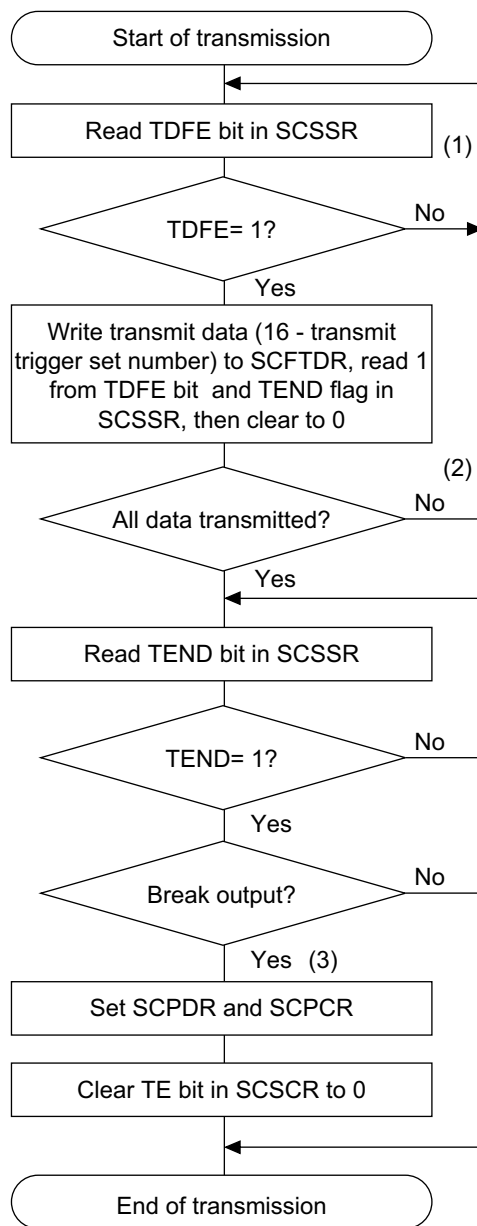 Start of transmission
Read TDFE bit in SCSSR
(1)
TDFE= 1?
No
Yes
Write transmit data (16 - transmit
trigger set number) to SCFTDR, read 1
from TDFE bit and TEND flag in
SCSSR, then clear to 0
(2)
All data transmitted?
No
Yes
Read TEND bit in SCSSR
TEND= 1?
No
Yes
Break output?
No
Yes (3)
Set SCPDR and SCPCR
Clear TE bit in SCSCR to 0
End of transmission